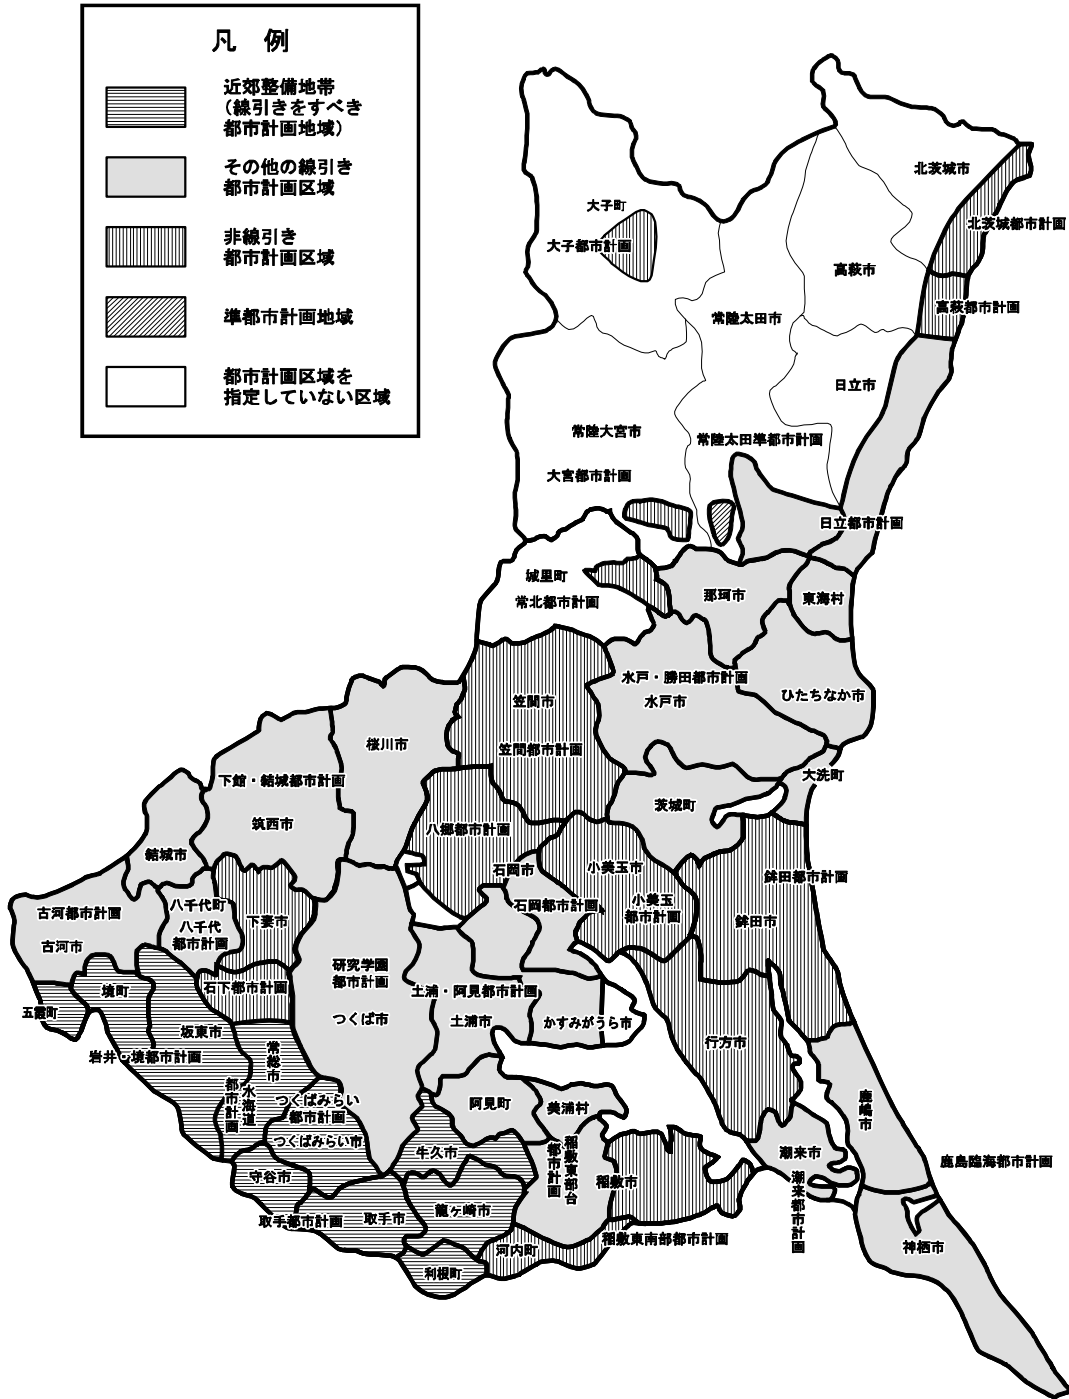 凡　例
近郊整備地帯
（線引きをすべき
都市計画地域）
その他の線引き
都市計画区域
非線引き
都市計画区域
準都市計画地域
都市計画区域を
指定していない区域
北茨城市
大子町
北茨城都市計画
大子都市計画
高萩市
高萩都市計画
常陸太田市
日立市
常陸大宮市
常陸太田準都市計画
大宮都市計画
日立都市計画
城里町
常北都市計画
那珂市
東海村
水戸・勝田都市計画
水戸市
ひたちなか市
笠間市
笠間都市計画
桜川市
下館・結城都市計画
大洗町
茨城町
筑西市
八郷都市計画
結城市
石岡市
小美玉市
鉾田都市計画
石岡都市計画
小美玉
都市計画
古河都市計画
古河市
八千代町
八千代
都市計画
下妻市
鉾田市
研究学園
都市計画
境町
石下都市計画
土浦・阿見都市計画
五霞町
つくば市
土浦市
かすみがうら市
坂東市
行方市
岩井・境都市計画
常総市
水海道
都市計画
つくばみらい
都市計画
つくばみらい市
阿見町
美浦村
鹿嶋市
牛久市
稲敷東部台
都市計画
潮来市
鹿島臨海都市計画
守谷市
稲敷市
潮来都市計画
取手都市計画
取手市
龍ヶ崎市
稲敷東南部都市計画
河内町
神栖市
利根町